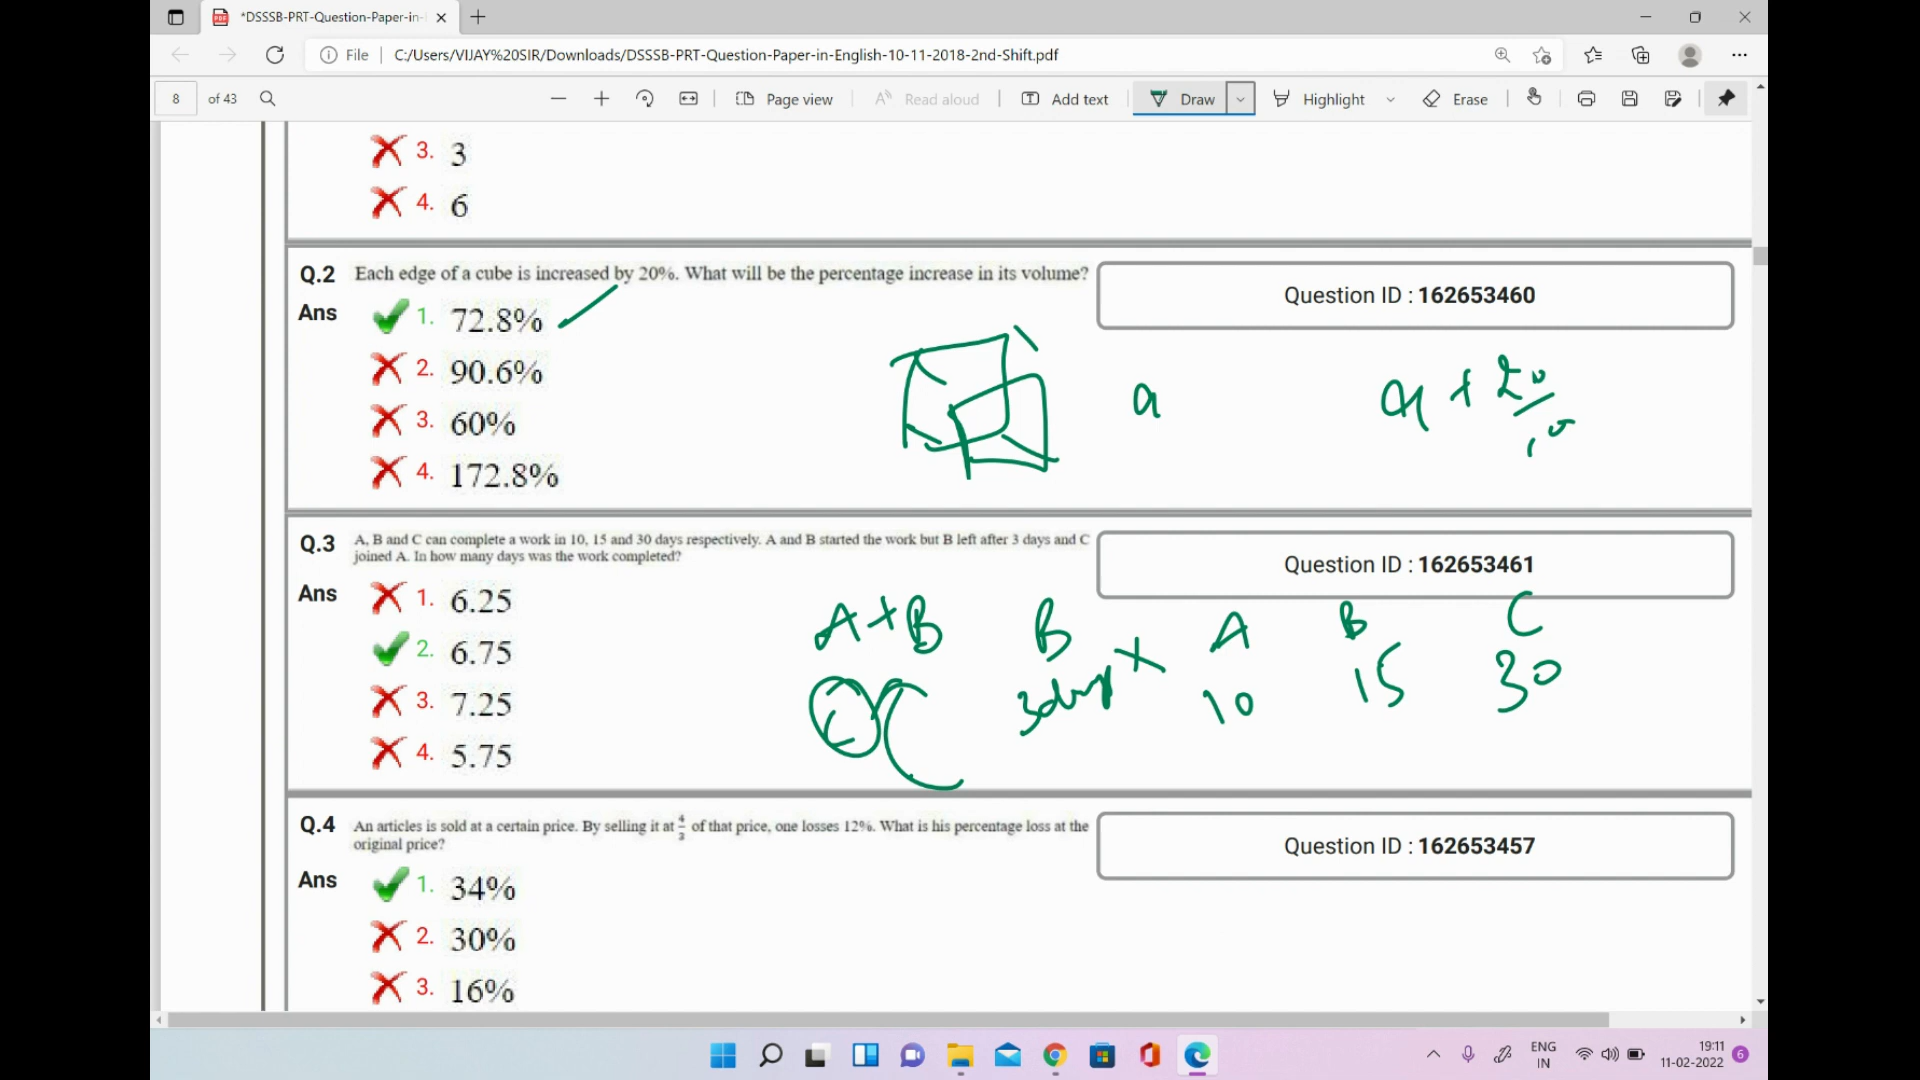 *DSSSB-PRT-Question-Paper-in-
File
C:/Users/VIJAY%20SIR/Downloads/DSSSB-PRT-Question-Paper-in-English-10-11-2018-2nd-Shift.pdf
8 of 43
Page view
Read aloud
Add text
Draw
Highlight
Erase
3. 3
4. 6
Q.2 Each edge of a cube is increased by 20%. What will be the percentage increase in its volume?
Question ID : 162653460
Ans
1. 72.8%
2. 90.6%
3. 60%
4. 172.8%
a
a + 20/10
Q.3 A, B and C can complete a work in 10, 15 and 30 days respectively. A and B started the work but B left after 3 days and C
joined A. In how many days was the work completed?
Question ID : 162653461
Ans
1. 6.25
2. 6.75
3. 7.25
4. 5.75
A+B B A B C
3days × 10 15 30
Q.4 An articles is sold at a certain price. By selling it at 4/3 of that price, one losses 12%. What is his percentage loss at the
original price?
Question ID : 162653457
Ans
1. 34%
2. 30%
3. 16%
ENG
IN
19:11
11-02-2022
6